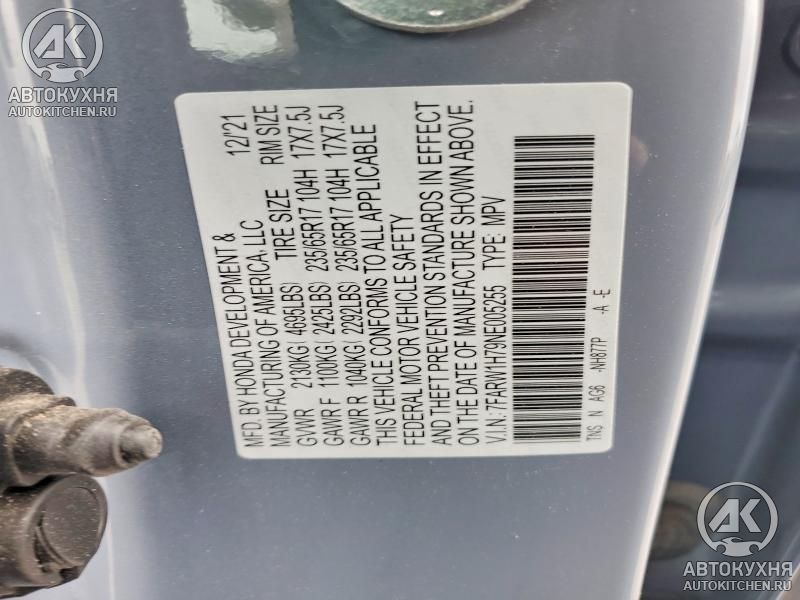 AK
АВТОКУХНЯ
AUTOKITCHEN.RU
MFD. BY HONDA DEVELOPMENT &
MANUFACTURING OF AMERICA, LLC 12/'21
GVWR 2130KG( 4695LBS) TIRE SIZE RIM SIZE
GAWR F 1100KG( 2425LBS) 235/65R17 104H 17X7.5J
GAWR R 1040KG( 2292LBS) 235/65R17 104H 17X7.5J
THIS VEHICLE CONFORMS TO ALL APPLICABLE
FEDERAL MOTOR VEHICLE SAFETY
AND THEFT PREVENTION STANDARDS IN EFFECT
ON THE DATE OF MANUFACTURE SHOWN ABOVE.
V.I.N: 7FARW1H79NE005255 TYPE: MPV
TNS N AG6 -NH877P -A -E
AK
АВТОКУХНЯ
AUTOKITCHEN.RU